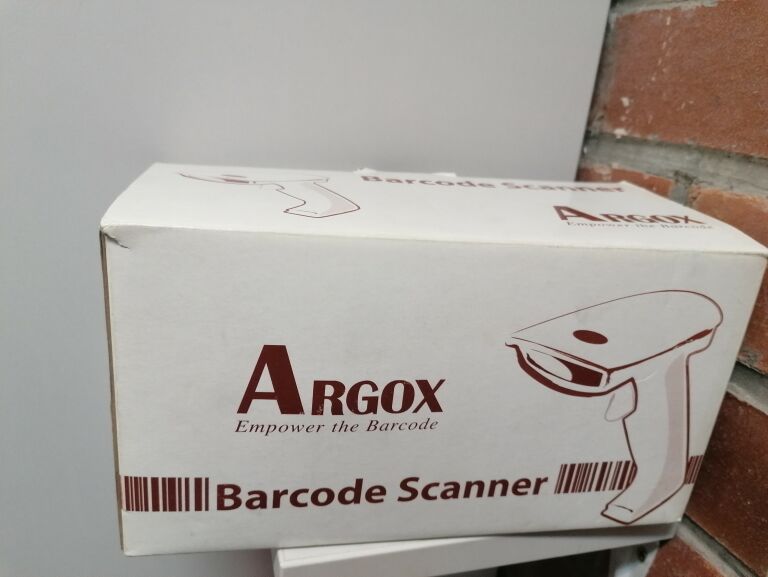 Barcode Scanner
ARGOX
Empower the Barcode
ARGOX
Empower the Barcode
Barcode Scanner